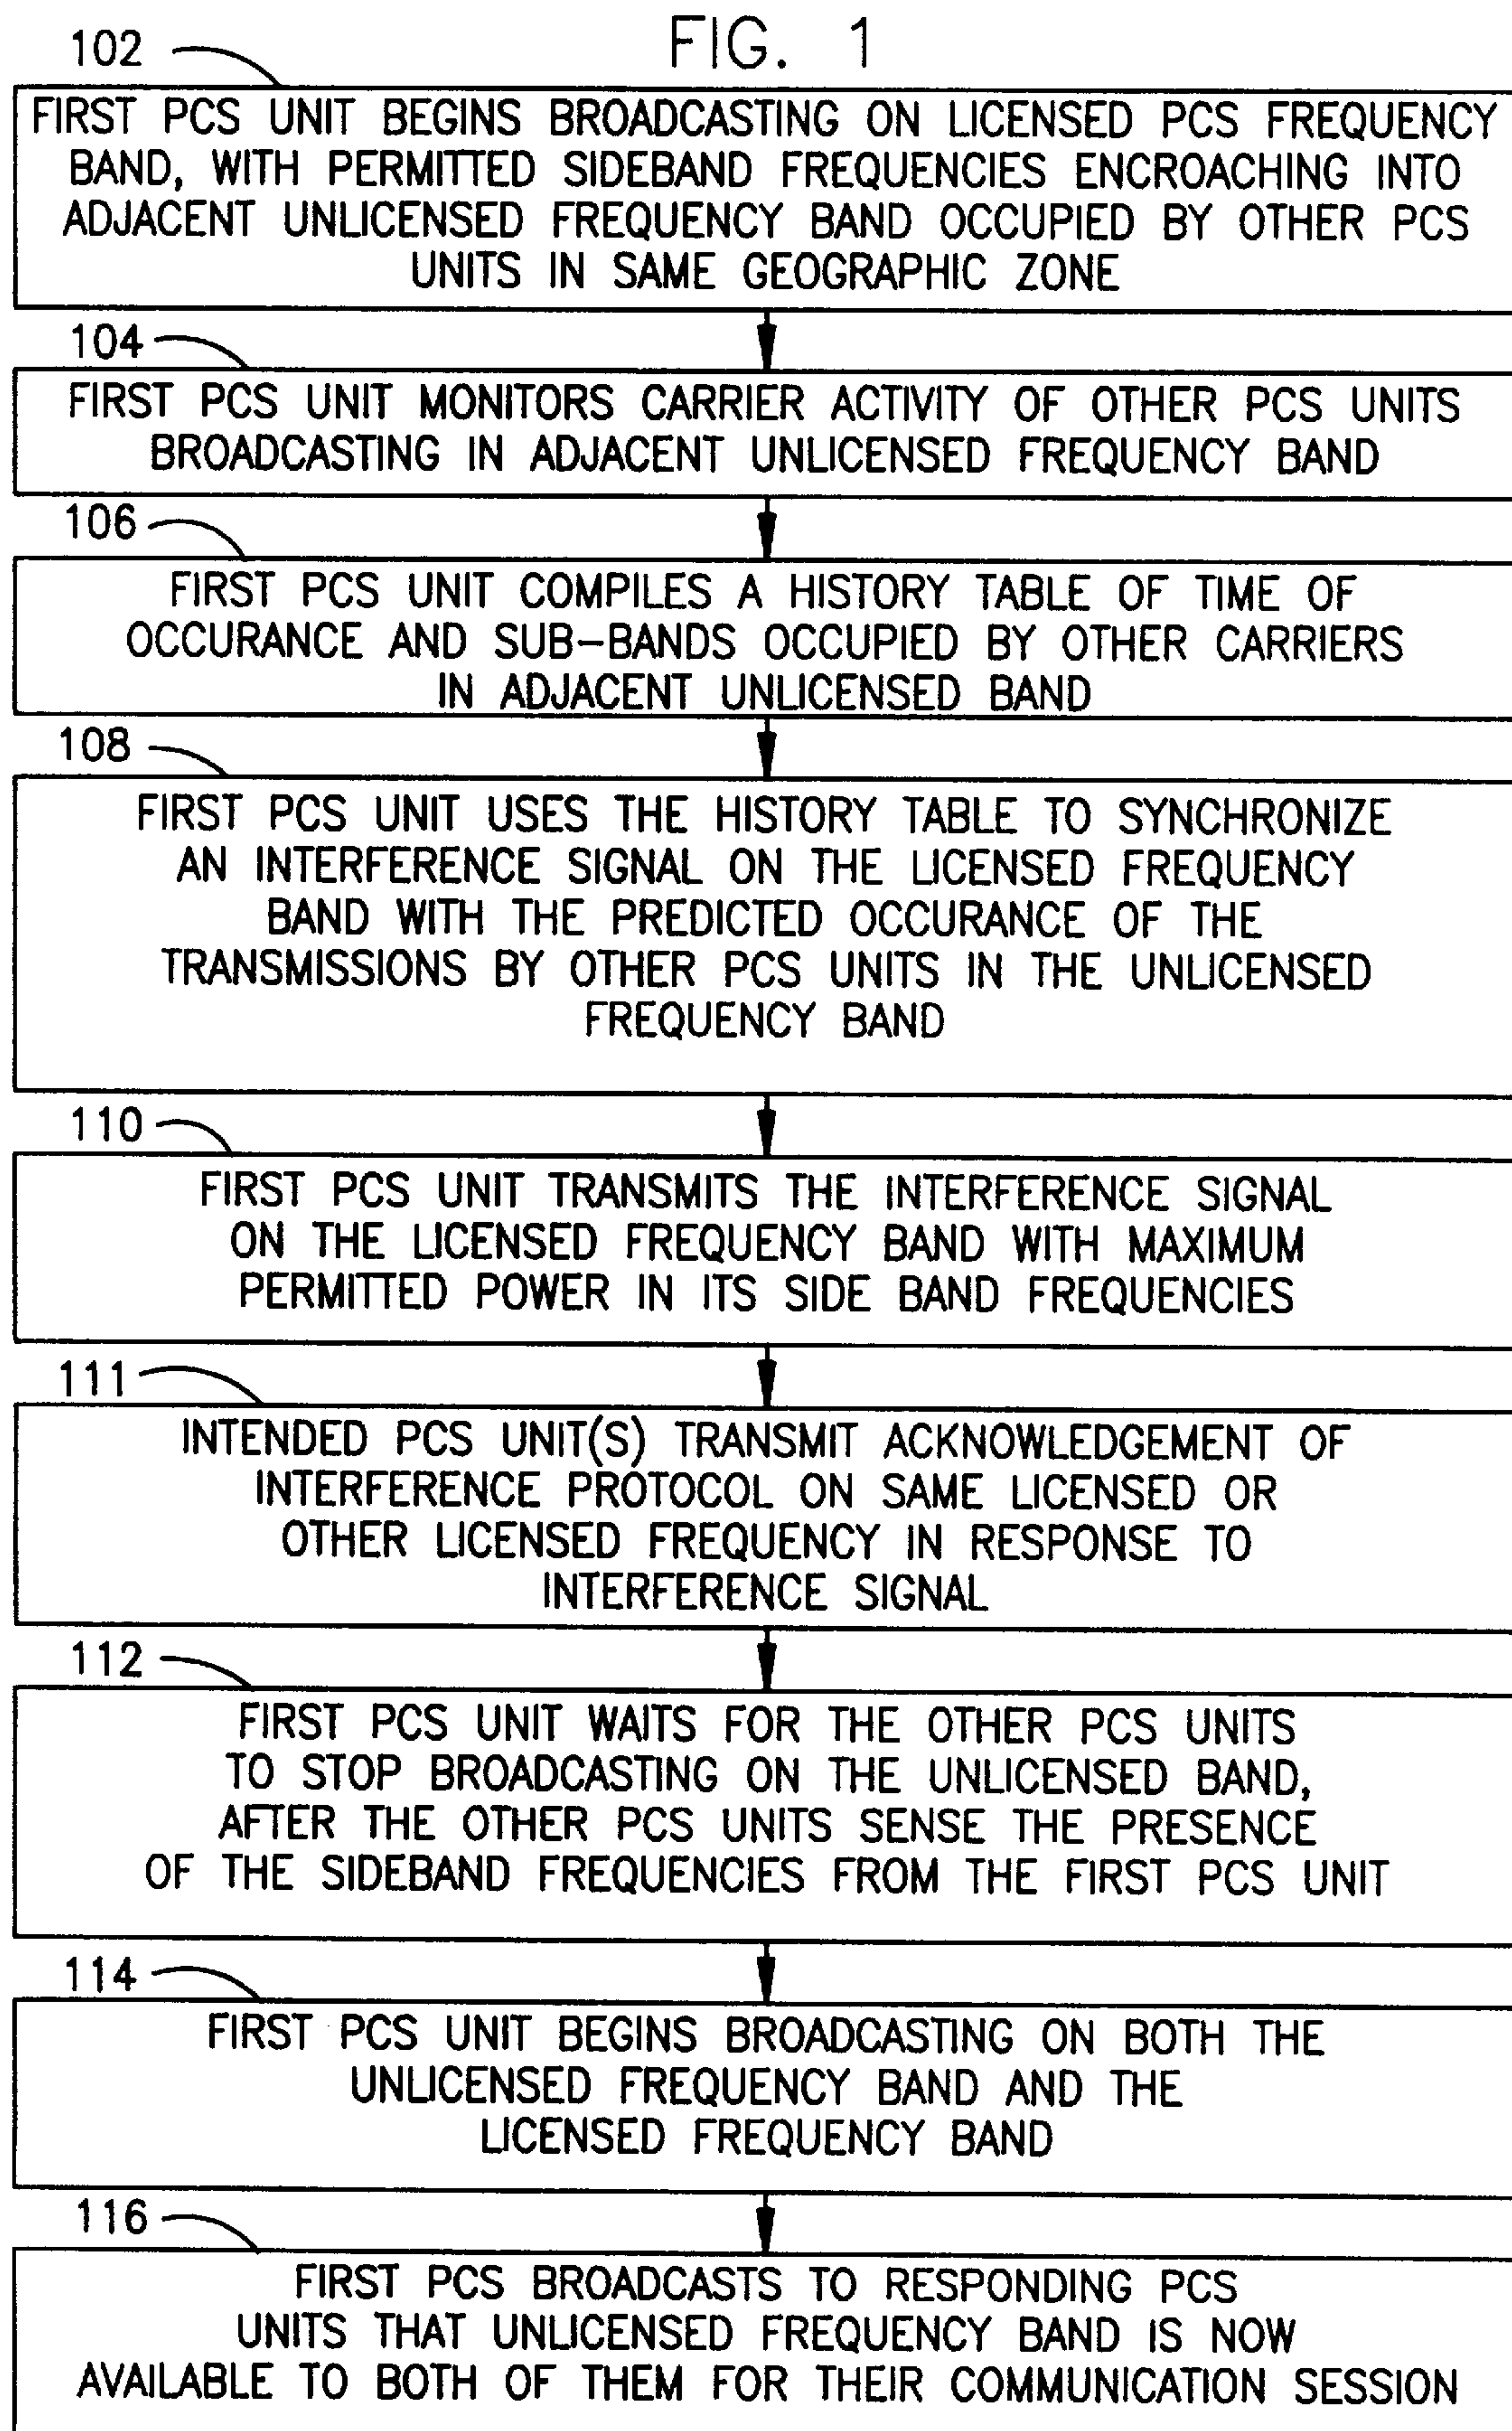 FIG. 1
102
FIRST PCS UNIT BEGINS BROADCASTING ON LICENSED PCS FREQUENCY
BAND, WITH PERMITTED SIDEBAND FREQUENCIES ENCROACHING INTO
ADJACENT UNLICENSED FREQUENCY BAND OCCUPIED BY OTHER PCS
UNITS IN SAME GEOGRAPHIC ZONE
104
FIRST PCS UNIT MONITORS CARRIER ACTIVITY OF OTHER PCS UNITS
BROADCASTING IN ADJACENT UNLICENSED FREQUENCY BAND
106
FIRST PCS UNIT COMPILES A HISTORY TABLE OF TIME OF
OCCURANCE AND SUB-BANDS OCCUPIED BY OTHER CARRIERS
IN ADJACENT UNLICENSED BAND
108
FIRST PCS UNIT USES THE HISTORY TABLE TO SYNCHRONIZE
AN INTERFERENCE SIGNAL ON THE LICENSED FREQUENCY
BAND WITH THE PREDICTED OCCURANCE OF THE
TRANSMISSIONS BY OTHER PCS UNITS IN THE UNLICENSED
FREQUENCY BAND
110
FIRST PCS UNIT TRANSMITS THE INTERFERENCE SIGNAL
ON THE LICENSED FREQUENCY BAND WITH MAXIMUM
PERMITTED POWER IN ITS SIDE BAND FREQUENCIES
111
INTENDED PCS UNIT(S) TRANSMIT ACKNOWLEDGEMENT OF
INTERFERENCE PROTOCOL ON SAME LICENSED OR
OTHER LICENSED FREQUENCY IN RESPONSE TO
INTERFERENCE SIGNAL
112
FIRST PCS UNIT WAITS FOR THE OTHER PCS UNITS
TO STOP BROADCASTING ON THE UNLICENSED BAND,
AFTER THE OTHER PCS UNITS SENSE THE PRESENCE
OF THE SIDEBAND FREQUENCIES FROM THE FIRST PCS UNIT
114
FIRST PCS UNIT BEGINS BROADCASTING ON BOTH THE
UNLICENSED FREQUENCY BAND AND THE
LICENSED FREQUENCY BAND
116
FIRST PCS BROADCASTS TO RESPONDING PCS
UNITS THAT UNLICENSED FREQUENCY BAND IS NOW
AVAILABLE TO BOTH OF THEM FOR THEIR COMMUNICATION SESSION